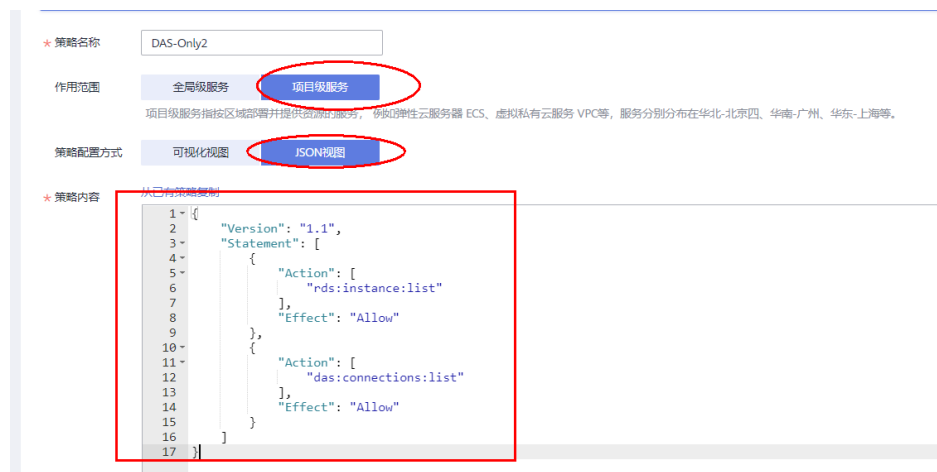 * 策略名称 DAS-Only2
作用范围 全局级服务 项目级服务
项目级服务指按区域部署并提供资源的服务， 例如弹性云服务器 ECS、虚拟私有云服务 VPC等，服务分别分布在华北-北京四、华南-广州、华东-上海等。
策略配置方式 可视化视图 JSON视图
* 策略内容 从已有策略复制
1 {
2 "Version": "1.1",
3 "Statement": [
4 {
5 "Action": [
6 "rds:instance:list"
7 ],
8 "Effect": "Allow"
9 },
10 {
11 "Action": [
12 "das:connections:list"
13 ],
14 "Effect": "Allow"
15 }
16 ]
17 }